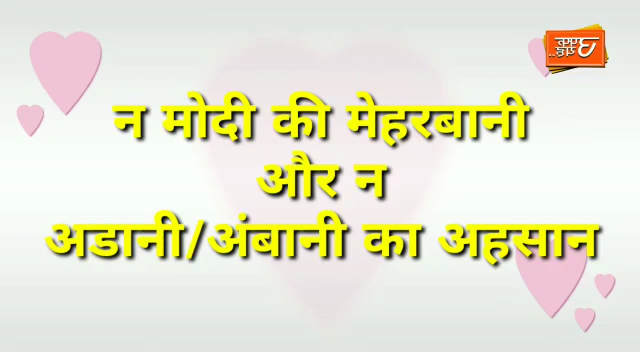 न मोदी की मेहरबानी
और न
अडानी/अंबानी का अहसान